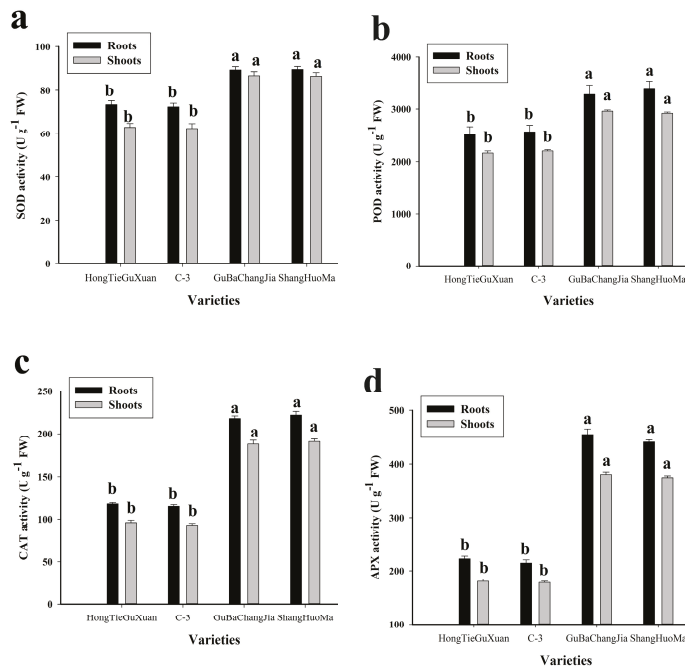 a
Roots
Shoots
SOD activity (U g-1 FW)
100
80
60
40
20
0
b b b b a a a a
HongTieGuXuan C-3 GuBaChangJia ShangHuoMa
Varieties
b
Roots
Shoots
POD activity (U g-1 FW)
4000
3000
2000
1000
0
b b b b a a a a
HongTieGuXuan C-3 GuBaChangJia ShangHuoMa
Varieties
c
Roots
Shoots
CAT activity (U g-1 FW)
250
200
150
100
50
0
b b b b a a a a
HongTieGuXuan C-3 GuBaChangJia ShangHuoMa
Varieties
d
Roots
Shoots
APX activity (U g-1 FW)
500
400
300
200
100
b b b b a a a a
HongTieGuXuan C-3 GuBaChangJia ShangHuoMa
Varieties